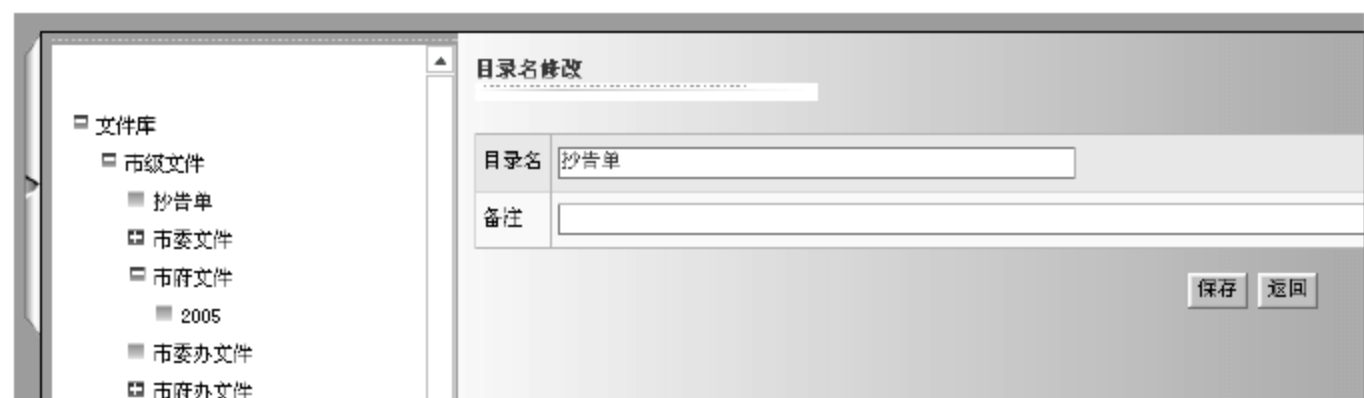 文件库
市级文件
抄告单
市委文件
市府文件
2005
市委办文件
市府办文件
目录名修改
目录名 抄告单
备注
保存 返回